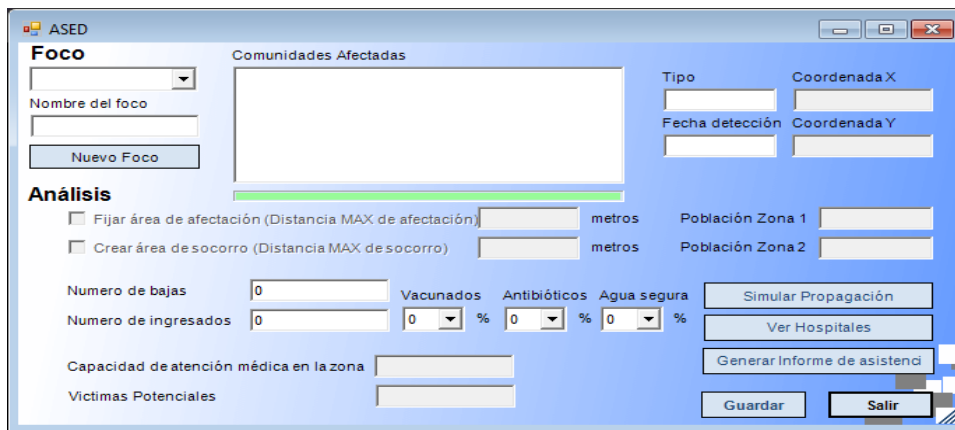 ASED
Foco
Comunidades Afectadas
Tipo
Coordenada X
Nombre del foco
Fecha detección
Coordenada Y
Nuevo Foco
Análisis
Fijar área de afectación (Distancia MAX de afectación)
metros
Población Zona 1
Crear área de socorro (Distancia MAX de socorro)
metros
Población Zona 2
Numero de bajas
0
Vacunados
Antibióticos
Agua segura
Simular Propagación
Numero de ingresados
0
0 %
0 %
0 %
Ver Hospitales
Capacidad de atención médica en la zona
Generar Informe de asistenci
Victimas Potenciales
Guardar
Salir